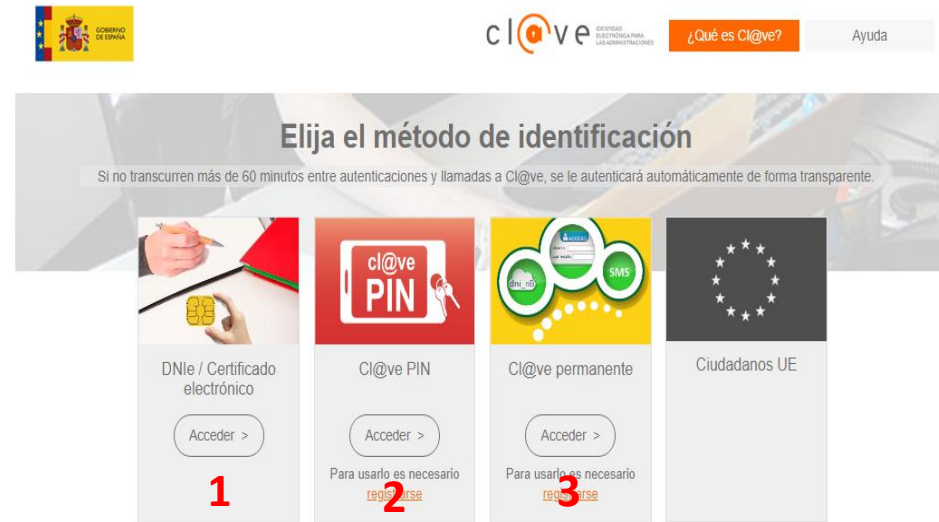 GOBIERNO
DE ESPAÑA
cl@ve
IDENTIDAD
ELECTRÓNICA PARA
LAS ADMINISTRACIONES
¿Qué es Cl@ve?
Ayuda
Elija el método de identificación
Si no transcurren más de 60 minutos entre autenticaciones y llamadas a Cl@ve, se le autenticará automáticamente de forma transparente.
cl@ve
PIN
ACCESO
dni_nB
SMS
DNIe / Certificado
electrónico
Acceder >
1
Cl@ve PIN
Acceder >
Para usarlo es necesario
registrarse
2
Cl@ve permanente
Acceder >
Para usarlo es necesario
registrarse
3
Ciudadanos UE